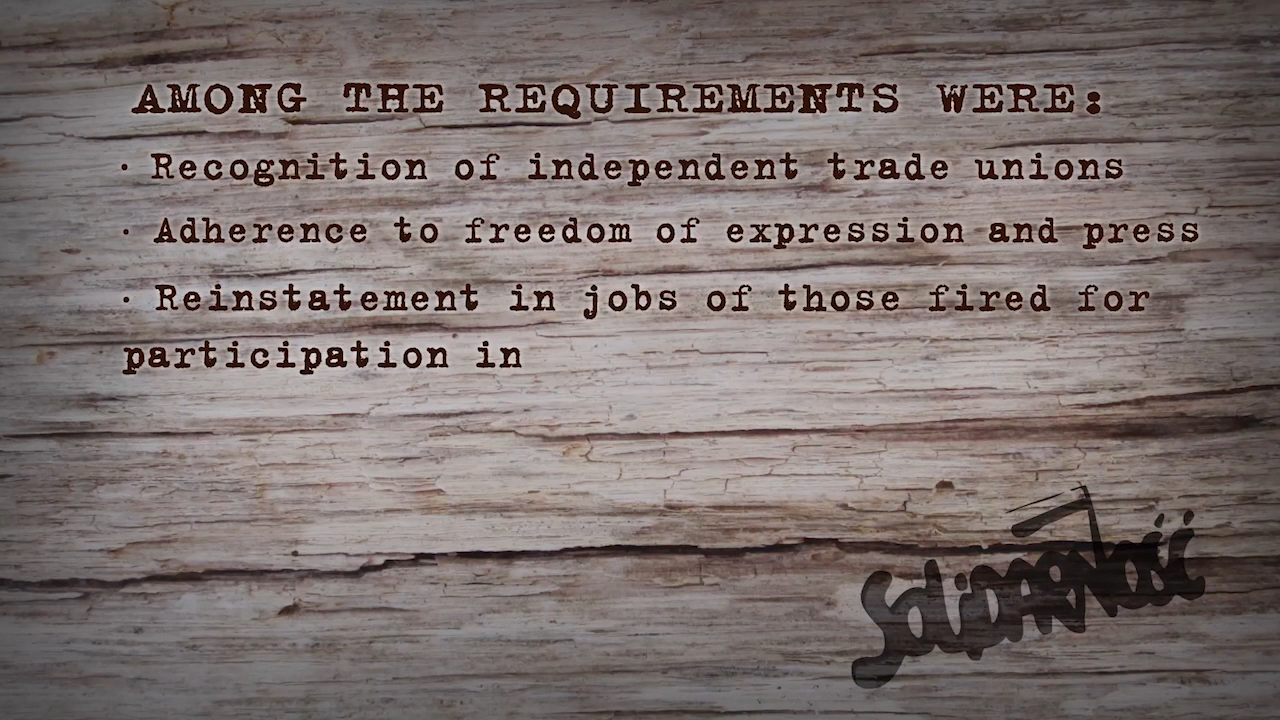 AMONG THE REQUIREMENTS WERE:
· Recognition of independent trade unions
· Adherence to freedom of expression and press
· Reinstatement in jobs of those fired for
participation in
Solidarność